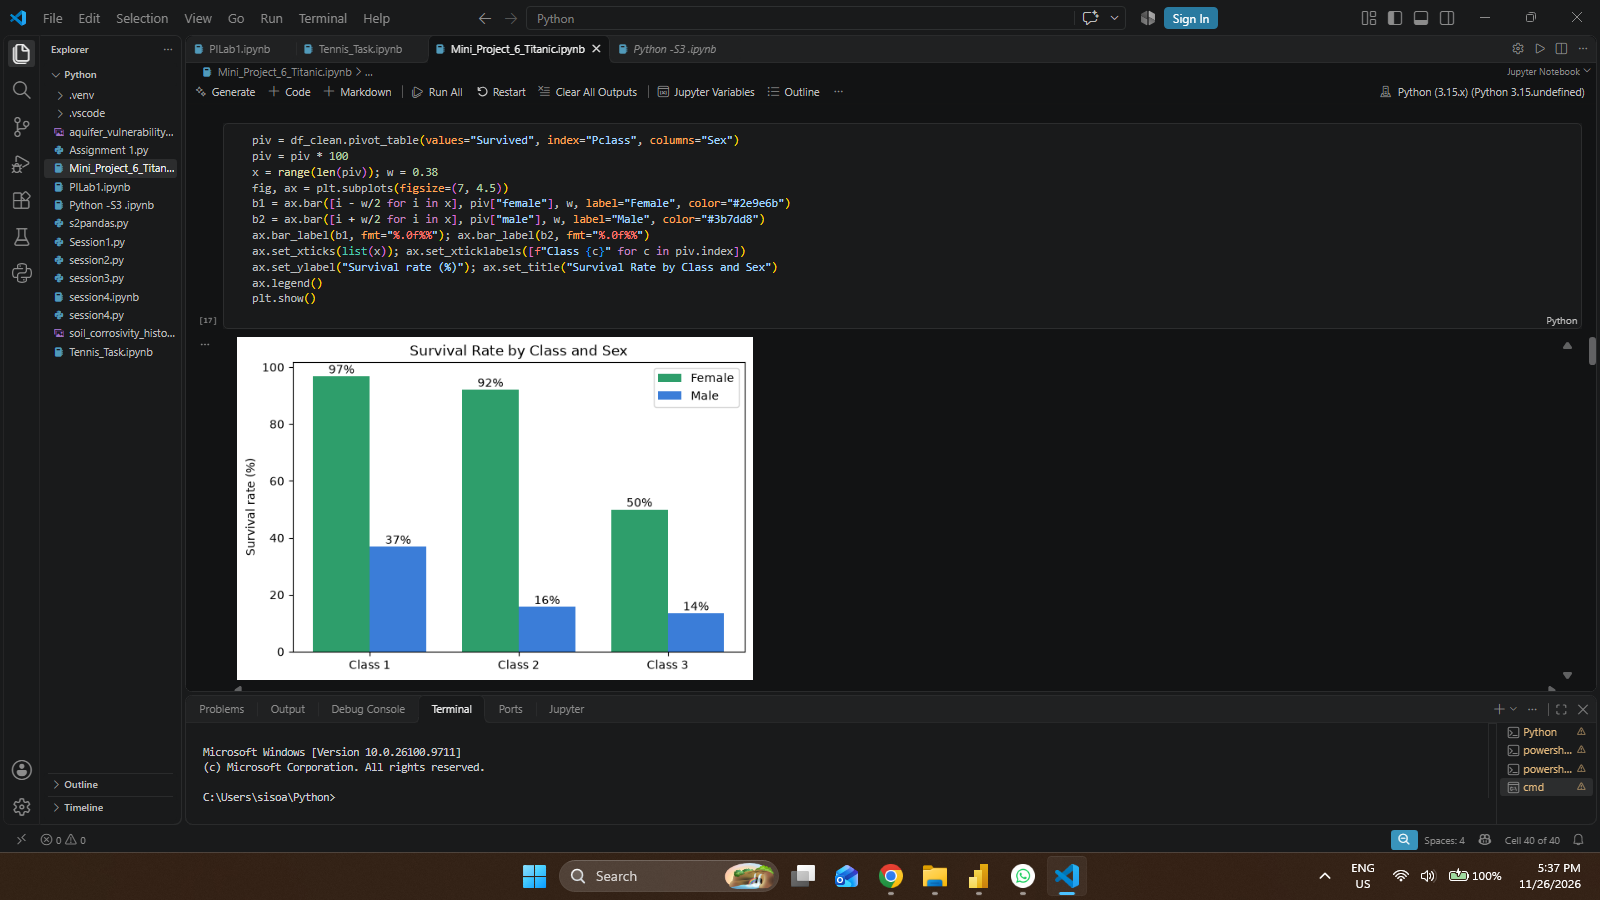 File Edit Selection View Go Run Terminal Help
Python
Sign In
Explorer
Python
.venv
.vscode
aquifer_vulnerability...
Assignment 1.py
Mini_Project_6_Titan...
PILab1.ipynb
Python -S3 .ipynb
s2pandas.py
Session1.py
session2.py
session3.py
session4.ipynb
session4.py
soil_corrosivity_histo...
Tennis_Task.ipynb
Outline
Timeline
PILab1.ipynb Tennis_Task.ipynb Mini_Project_6_Titanic.ipynb Python -S3 .ipynb
Mini_Project_6_Titanic.ipynb > ...
Jupyter Notebook
Generate Code Markdown Run All Restart Clear All Outputs Jupyter Variables Outline ...
Python (3.15.x) (Python 3.15.undefined)
piv = df_clean.pivot_table(values="Survived", index="Pclass", columns="Sex")
piv = piv * 100
x = range(len(piv)); w = 0.38
fig, ax = plt.subplots(figsize=(7, 4.5))
b1 = ax.bar([i - w/2 for i in x], piv["female"], w, label="Female", color="#2e9e6b")
b2 = ax.bar([i + w/2 for i in x], piv["male"], w, label="Male", color="#3b7dd8")
ax.bar_label(b1, fmt="%.0f%%"); ax.bar_label(b2, fmt="%.0f%%")
ax.set_xticks(list(x)); ax.set_xticklabels([f"Class {c}" for c in piv.index])
ax.set_ylabel("Survival rate (%)"); ax.set_title("Survival Rate by Class and Sex")
ax.legend()
plt.show()
[17]
Python
Survival Rate by Class and Sex
Survival rate (%)
100
80
60
40
20
0
97%
37%
92%
16%
50%
14%
Female
Male
Class 1 Class 2 Class 3
Problems Output Debug Console Terminal Ports Jupyter
Microsoft Windows [Version 10.0.26100.9711]
(c) Microsoft Corporation. All rights reserved.
C:\Users\sisoa\Python>
Python
powersh...
powersh...
cmd
0 0
Spaces: 4 Cell 40 of 40
Search
ENG
US
100%
5:37 PM
11/26/2026